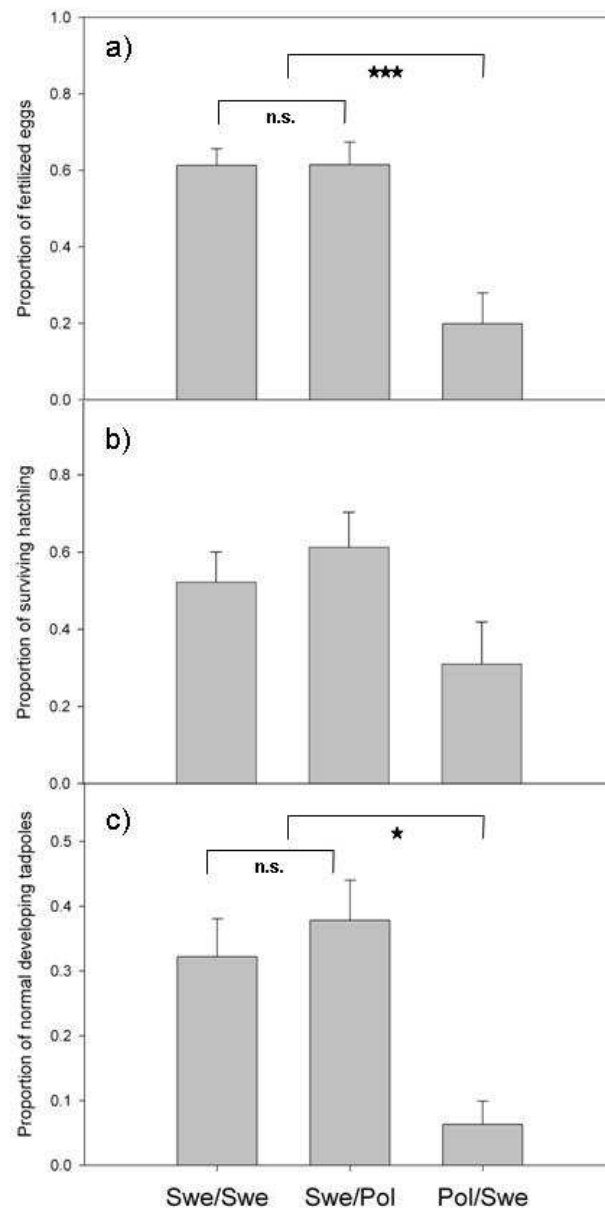 a)
Proportion of fertilized eggs
1.0
0.8
0.6
0.4
0.2
0.0
★★★
n.s.
b)
Proportion of surviving hatchling
0.8
0.6
0.4
0.2
0.0
c)
Proportion of normal developing tadpoles
0.5
0.4
0.3
0.2
0.1
0.0
★
n.s.
Swe/Swe Swe/Pol Pol/Swe